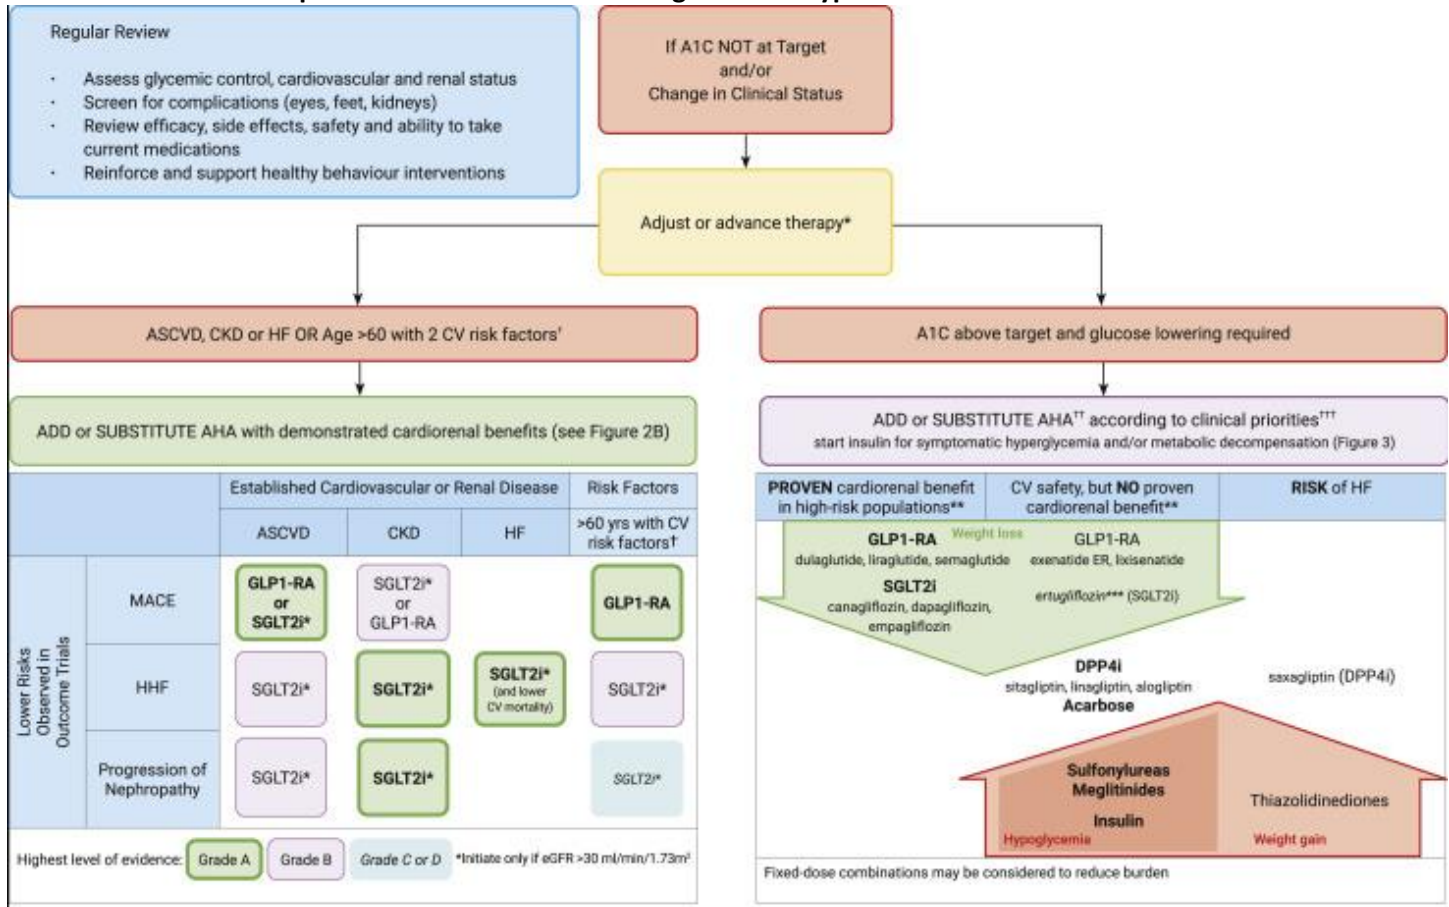 Regular Review
· Assess glycemic control, cardiovascular and renal status
· Screen for complications (eyes, feet, kidneys)
· Review efficacy, side effects, safety and ability to take
current medications
· Reinforce and support healthy behaviour interventions
If A1C NOT at Target
and/or
Change in Clinical Status
Adjust or advance therapy*
ASCVD, CKD or HF OR Age >60 with 2 CV risk factors†
ADD or SUBSTITUTE AHA with demonstrated cardiorenal benefits (see Figure 2B)
Established Cardiovascular or Renal Disease
Risk Factors
ASCVD
CKD
HF
>60 yrs with CV
risk factors†
Lower Risks
Observed in
Outcome Trials
MACE
GLP1-RA
or
SGLT2i*
SGLT2i*
or
GLP1-RA
GLP1-RA
HHF
SGLT2i*
SGLT2i*
SGLT2i*
(and lower
CV mortality)
SGLT2i*
Progression of
Nephropathy
SGLT2i*
SGLT2i*
SGLT2i*
Highest level of evidence:
Grade A
Grade B
Grade C or D
*Initiate only if eGFR >30 ml/min/1.73m²
A1C above target and glucose lowering required
ADD or SUBSTITUTE AHA†† according to clinical priorities†††
start insulin for symptomatic hyperglycemia and/or metabolic decompensation (Figure 3)
PROVEN cardiorenal benefit
in high-risk populations**
CV safety, but NO proven
cardiorenal benefit**
RISK of HF
Weight loss
GLP1-RA
dulaglutide, liraglutide, semaglutide
SGLT2i
canagliflozin, dapagliflozin,
empagliflozin
GLP1-RA
exenatide ER, lixisenatide
ertugliflozin*** (SGLT2i)
DPP4i
sitagliptin, linagliptin, alogliptin
Acarbose
saxagliptin (DPP4i)
Sulfonylureas
Meglitinides
Insulin
Hypoglycemia
Thiazolidinediones
Weight gain
Fixed-dose combinations may be considered to reduce burden